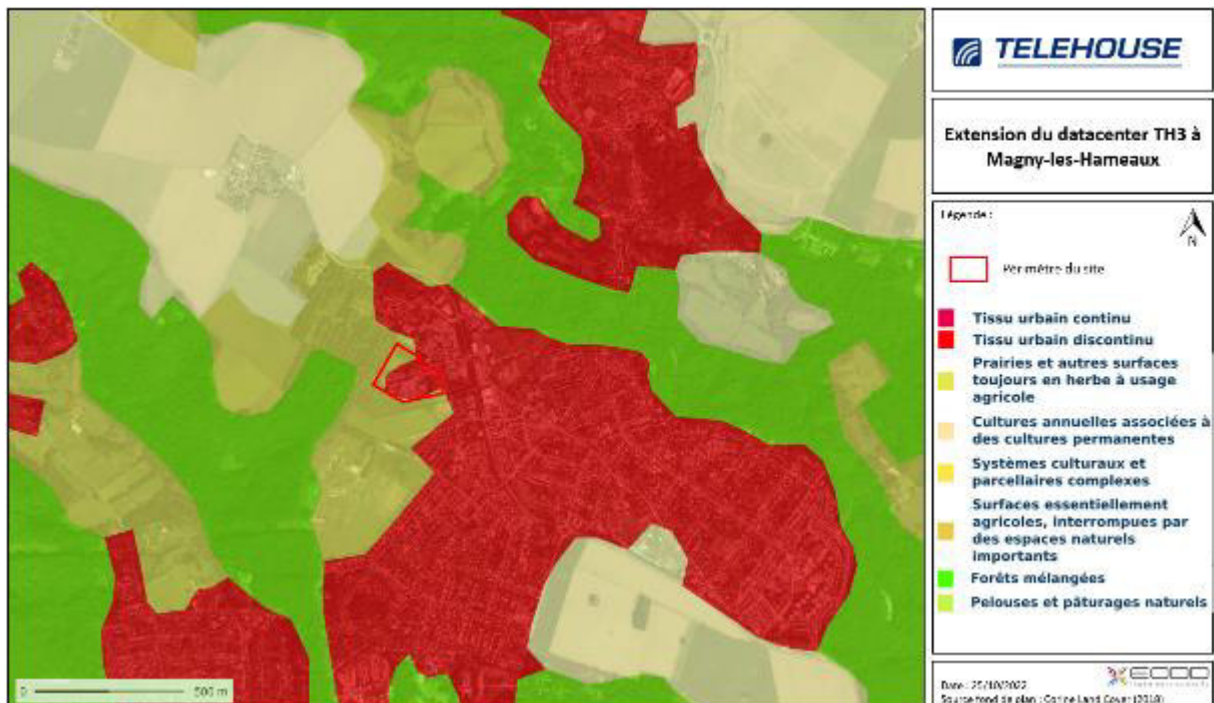 TELEHOUSE
Extension du datacenter TH3 à
Magny-les-Hameaux
Légende :
N
Périmètre du site
Tissu urbain continu
Tissu urbain discontinu
Prairies et autres surfaces
toujours en herbe à usage
agricole
Cultures annuelles associées à
des cultures permanentes
Systèmes culturaux et
parcellaires complexes
Surfaces essentiellement
agricoles, interrompues par
des espaces naturels
importants
Forêts mélangées
Pelouses et pâturages naturels
0 500 m
Date : 25/10/2022
Source fond de plan : Corine Land Cover (2018)